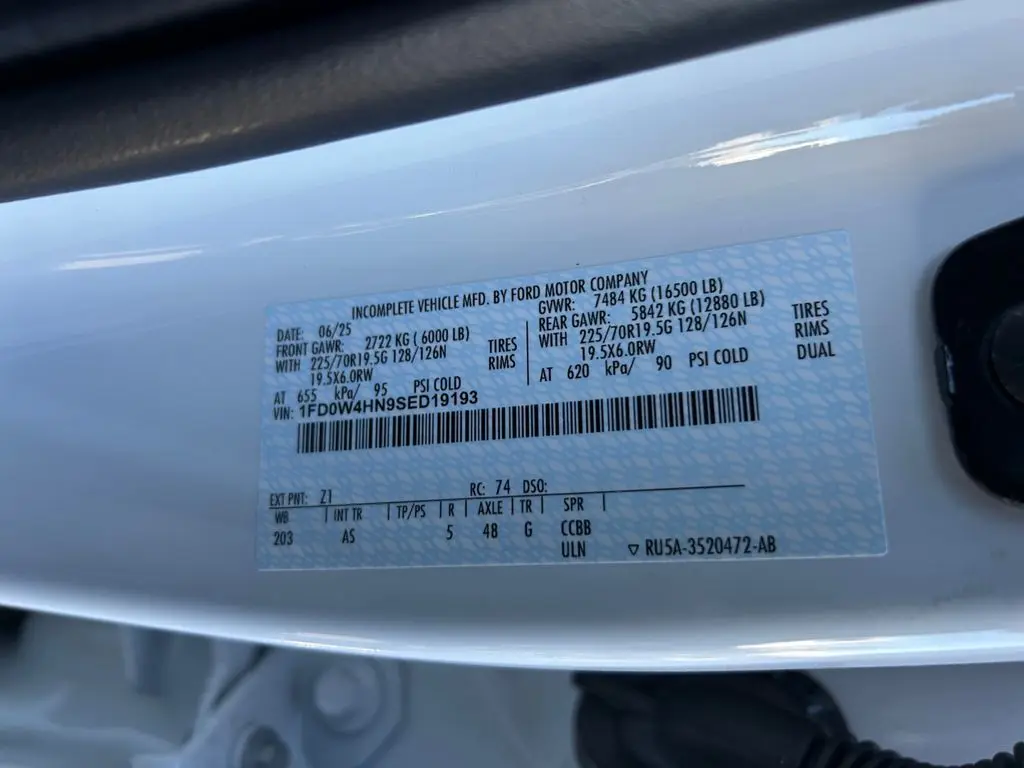 INCOMPLETE VEHICLE MFD. BY FORD MOTOR COMPANY
DATE: 06/25 GVWR: 7484 KG (16500 LB)
FRONT GAWR: 2722 KG ( 6000 LB) REAR GAWR: 5842 KG (12880 LB)
WITH 225/70R19.5G 128/126N TIRES WITH 225/70R19.5G 128/126N TIRES
19.5X6.0RW RIMS 19.5X6.0RW RIMS
AT 655 kPa/ 95 PSI COLD AT 620 kPa/ 90 PSI COLD DUAL
VIN: 1FD0W4HN9SED19193
EXT PNT: Z1 RC: 74 DSO:
WB INT TR TP/PS R AXLE TR SPR
203 AS 5 48 G CCBB
ULN ▽ RU5A-3520472-AB